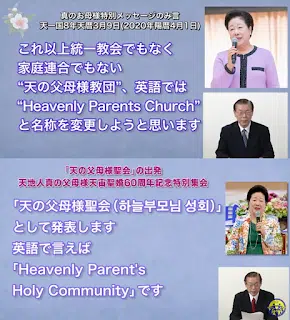 真のお母様特別メッセージのみ言
天一国8年天暦3月9日(2020年陽暦4月1日)
これ以上統一教会でもなく
家庭連合でもない
“天の父母様教団”、英語では
“Heavenly Parents Church”
と名称を変更しようと思います
「天の父母様聖会」の出発
天地人真の父母様天宙聖婚60周年記念特別集会
「天の父母様聖会(하늘부모님 성회)」
として発表します
英語で言えば
「Heavenly Parent's
Holy Community」です